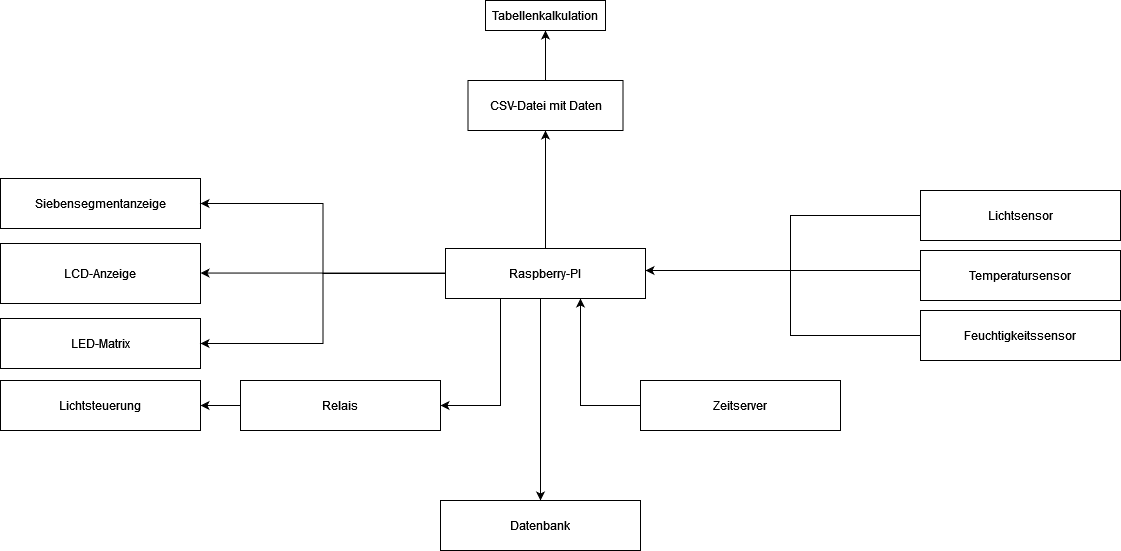 Tabellenkalkulation
CSV-Datei mit Daten
Siebensegmentanzeige
Lichtsensor
LCD-Anzeige
Raspberry-PI
Temperatursensor
LED-Matrix
Feuchtigkeitssensor
Lichtsteuerung
Relais
Zeitserver
Datenbank